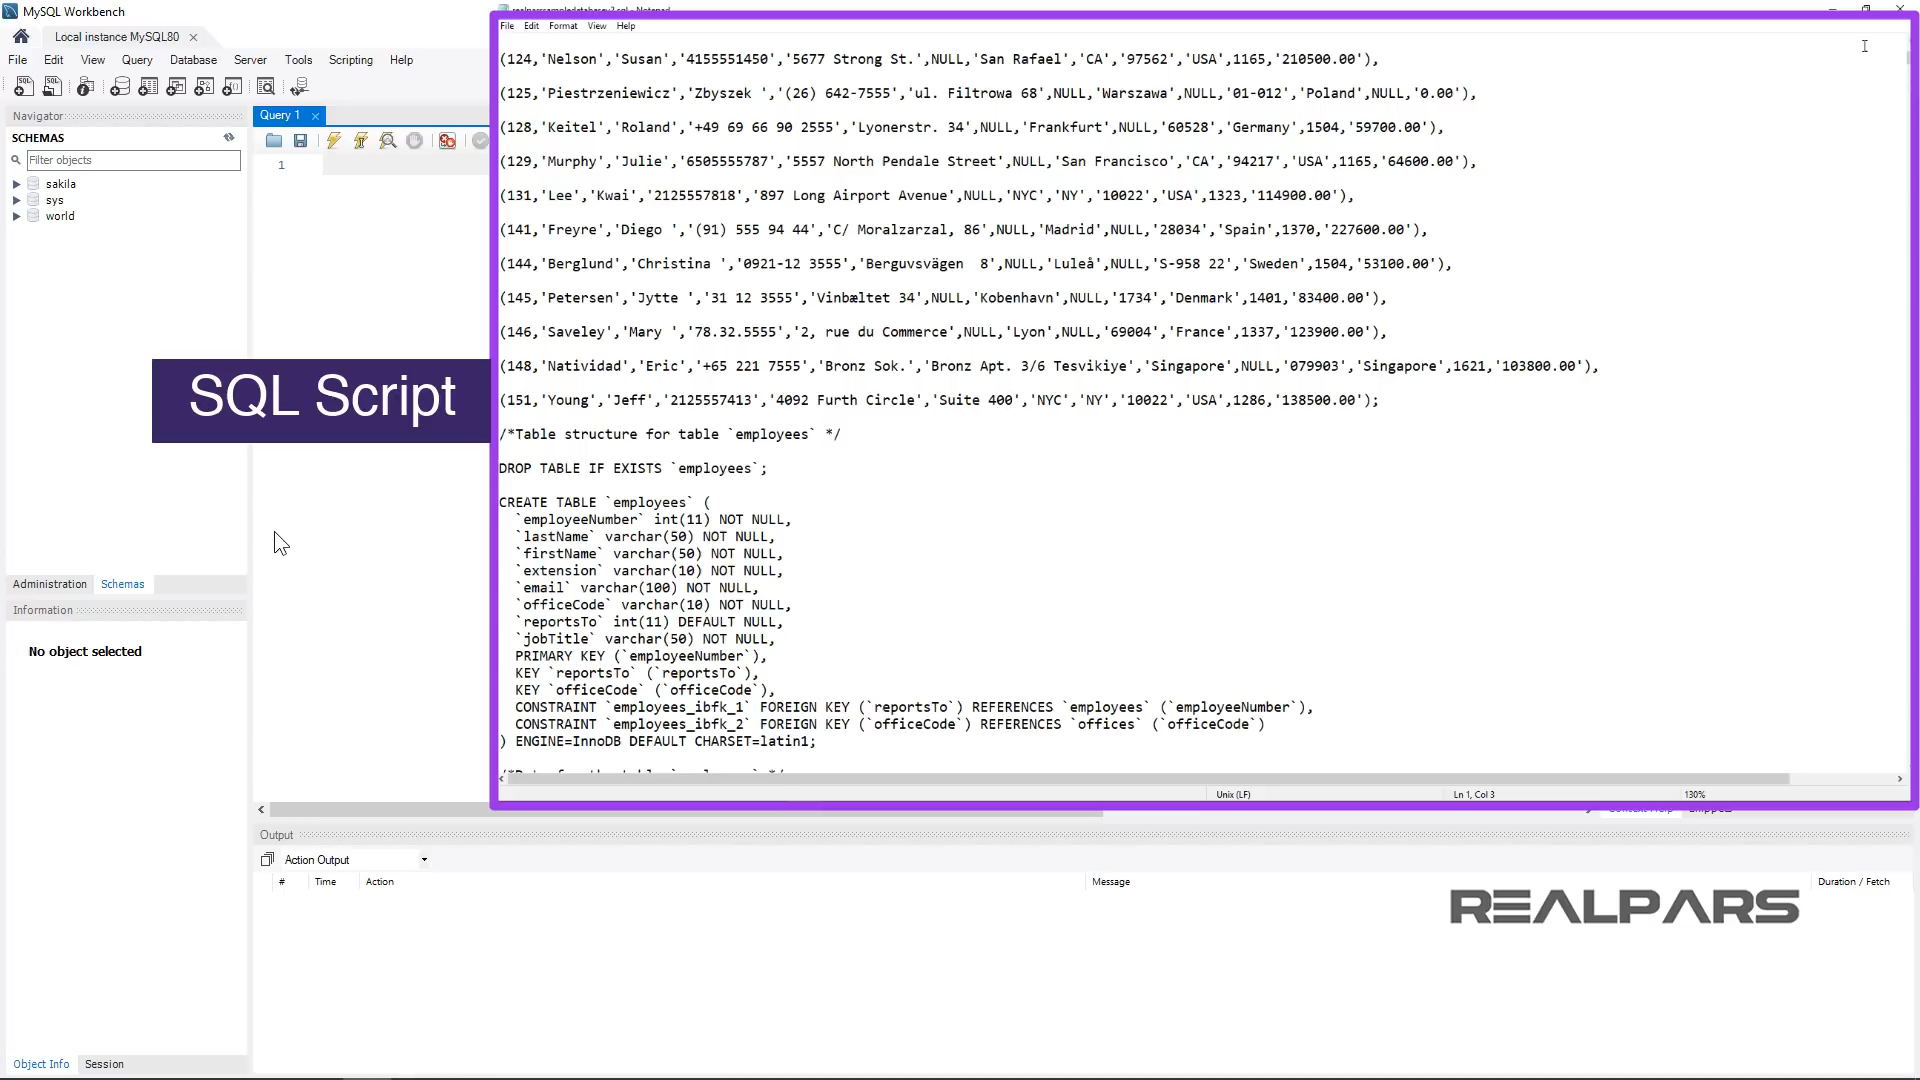 MySQL Workbench
Local instance MySQL80
File Edit View Query Database Server Tools Scripting Help
Navigator
SCHEMAS
Filter objects
sakila
sys
world
Administration Schemas
Information
No object selected
Object Info Session
Query 1
1
SQL Script
File Edit Format View Help
(124,'Nelson','Susan','4155551450','5677 Strong St.',NULL,'San Rafael','CA','97562','USA',1165,'210500.00'),
(125,'Piestrzeniewicz','Zbyszek ','(26) 642-7555','ul. Filtrowa 68',NULL,'Warszawa',NULL,'01-012','Poland',NULL,'0.00'),
(128,'Keitel','Roland','+49 69 66 90 2555','Lyonerstr. 34',NULL,'Frankfurt',NULL,'60528','Germany',1504,'59700.00'),
(129,'Murphy','Julie','6505555787','5557 North Pendale Street',NULL,'San Francisco','CA','94217','USA',1165,'64600.00'),
(131,'Lee','Kwai','2125557818','897 Long Airport Avenue',NULL,'NYC','NY','10022','USA',1323,'114900.00'),
(141,'Freyre','Diego ','(91) 555 94 44','C/ Moralzarzal, 86',NULL,'Madrid',NULL,'28034','Spain',1370,'227600.00'),
(144,'Berglund','Christina ','0921-12 3555','Berguvsvägen  8',NULL,'Luleå',NULL,'S-958 22','Sweden',1504,'53100.00'),
(145,'Petersen','Jytte ','31 12 3555','Vinbæltet 34',NULL,'Kobenhavn',NULL,'1734','Denmark',1401,'83400.00'),
(146,'Saveley','Mary ','78.32.5555','2, rue du Commerce',NULL,'Lyon',NULL,'69004','France',1337,'123900.00'),
(148,'Natividad','Eric','+65 221 7555','Bronz Sok.','Bronz Apt. 3/6 Tesvikiye','Singapore',NULL,'079903','Singapore',1621,'103800.00'),
(151,'Young','Jeff','2125557413','4092 Furth Circle','Suite 400','NYC','NY','10022','USA',1286,'138500.00');
/*Table structure for table `employees` */
DROP TABLE IF EXISTS `employees`;
CREATE TABLE `employees` (
`employeeNumber` int(11) NOT NULL,
`lastName` varchar(50) NOT NULL,
`firstName` varchar(50) NOT NULL,
`extension` varchar(10) NOT NULL,
`email` varchar(100) NOT NULL,
`officeCode` varchar(10) NOT NULL,
`reportsTo` int(11) DEFAULT NULL,
`jobTitle` varchar(50) NOT NULL,
PRIMARY KEY (`employeeNumber`),
KEY `reportsTo` (`reportsTo`),
KEY `officeCode` (`officeCode`),
CONSTRAINT `employees_ibfk_1` FOREIGN KEY (`reportsTo`) REFERENCES `employees` (`employeeNumber`),
CONSTRAINT `employees_ibfk_2` FOREIGN KEY (`officeCode`) REFERENCES `offices` (`officeCode`)
) ENGINE=InnoDB DEFAULT CHARSET=latin1;
Unix (LF) Ln 1, Col 3 130%
Output
Action Output
# Time Action Message Duration / Fetch
REALPARS